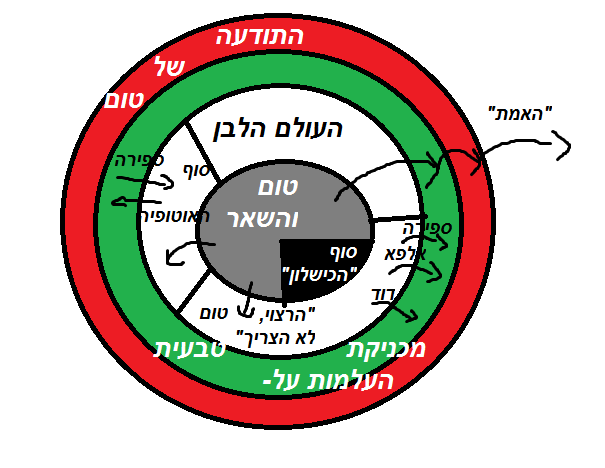 התודעה
של
טום
"האמת"
העולם הלבן
ספירה
סוף
האוטופיה
טום
והשאר
סוף
"הכישלון"
ספירה
אלפא
דוד
טום
"הרצוי,
לא הצריך"
מכניקת
העלמות על-
טבעית